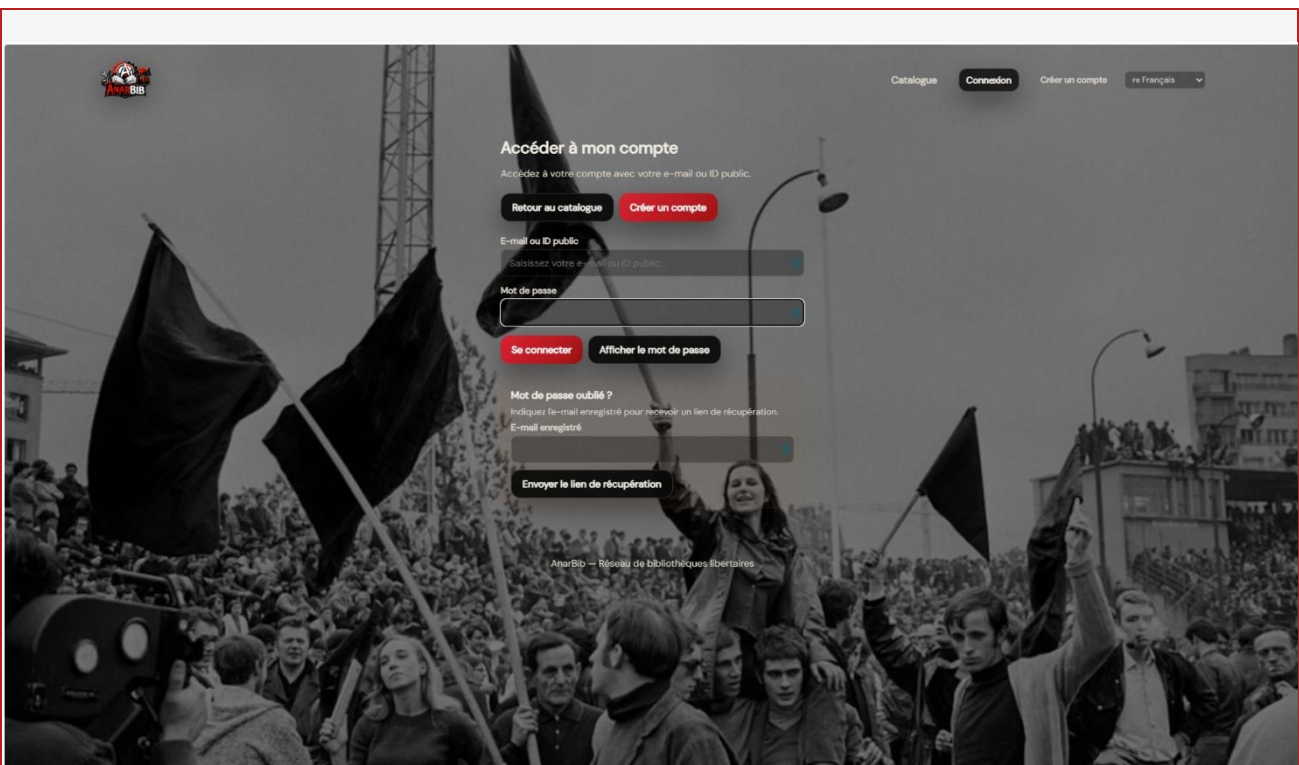 ANARBIB
Catalogue
Connexion
Créer un compte
FR Français
Accéder à mon compte
Accédez à votre compte avec votre e-mail ou ID public.
Retour au catalogue
Créer un compte
E-mail ou ID public
Saisissez votre e-mail ou ID public
Mot de passe
Se connecter
Afficher le mot de passe
Mot de passe oublié ?
Indiquez l'e-mail enregistré pour recevoir un lien de récupération.
E-mail enregistré
Envoyer le lien de récupération
AnarBib — Réseau de bibliothèques libertaires